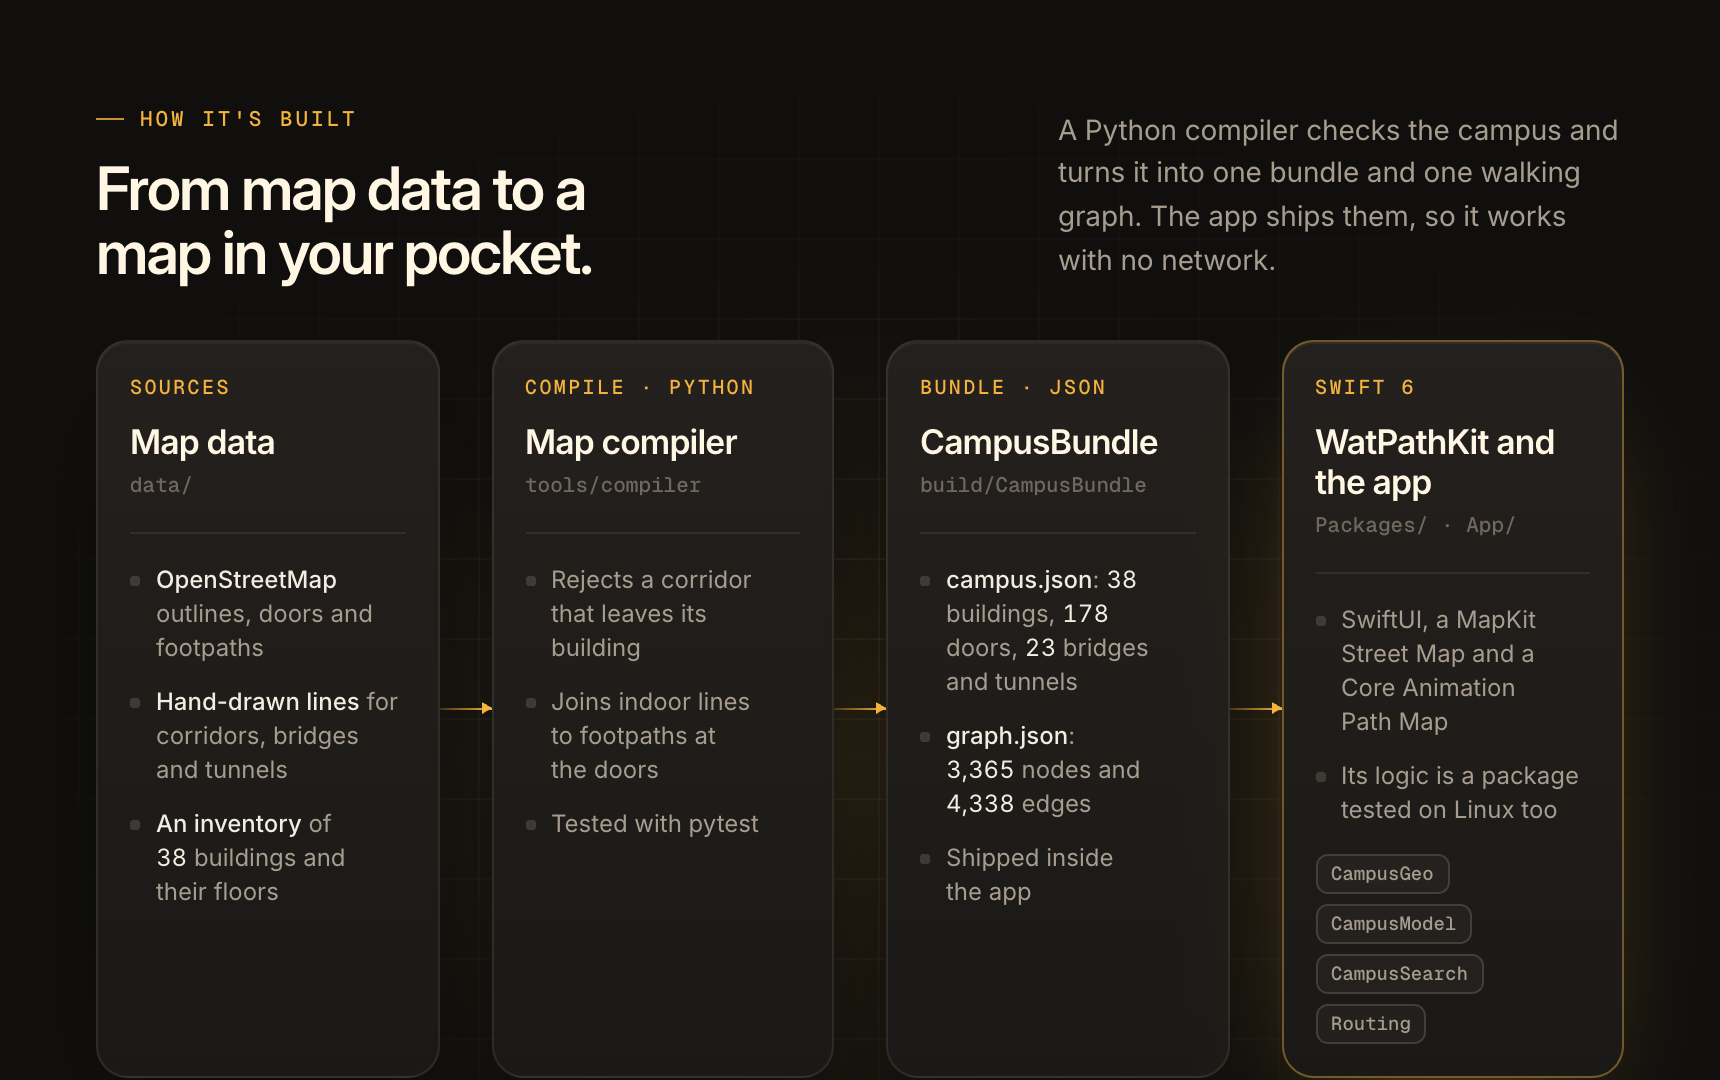 HOW IT'S BUILT
From map data to a
map in your pocket.
A Python compiler checks the campus and
turns it into one bundle and one walking
graph. The app ships them, so it works
with no network.
SOURCES
Map data
data/
OpenStreetMap
outlines, doors and
footpaths
Hand-drawn lines for
corridors, bridges
and tunnels
An inventory of
38 buildings and
their floors
COMPILE · PYTHON
Map compiler
tools/compiler
Rejects a corridor
that leaves its
building
Joins indoor lines
to footpaths at
the doors
Tested with pytest
BUNDLE · JSON
CampusBundle
build/CampusBundle
campus.json: 38
buildings, 178
doors, 23 bridges
and tunnels
graph.json:
3,365 nodes and
4,338 edges
Shipped inside
the app
SWIFT 6
WatPathKit and
the app
Packages/ · App/
SwiftUI, a MapKit
Street Map and a
Core Animation
Path Map
Its logic is a package
tested on Linux too
CampusGeo
CampusModel
CampusSearch
Routing